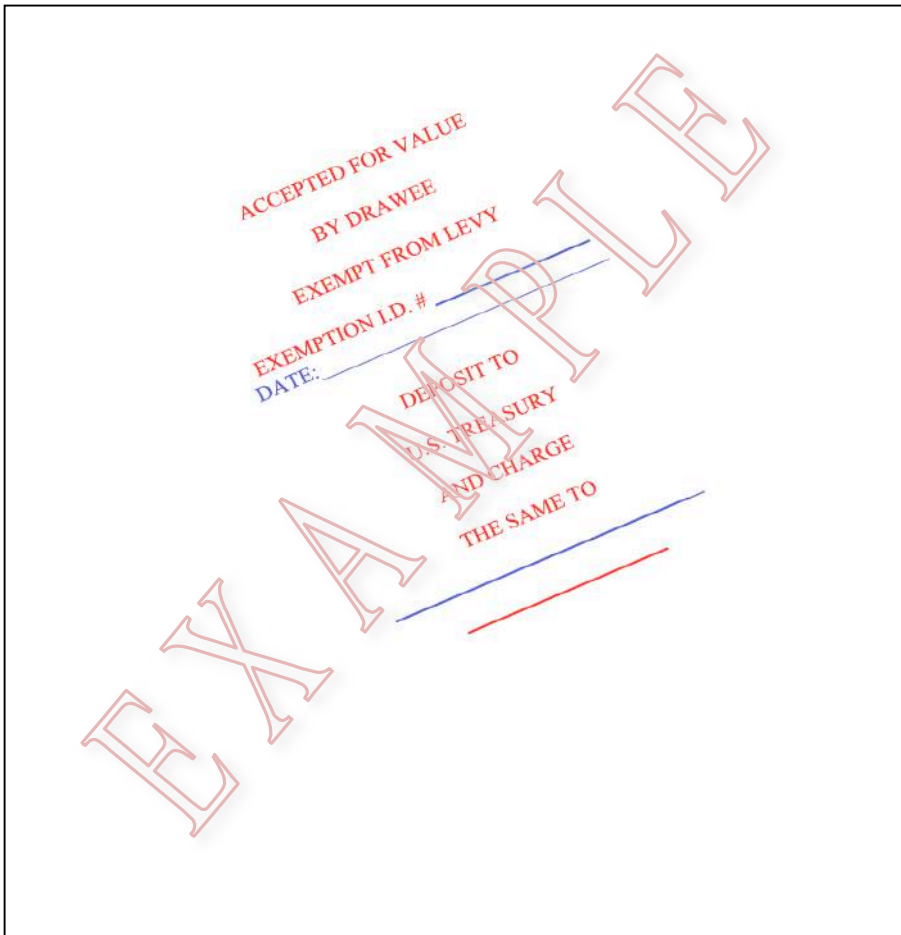 ACCEPTED FOR VALUE
BY DRAWEE
EXEMPT FROM LEVY
EXEMPTION I.D. #
DATE:
DEPOSIT TO
U.S. TREASURY
AND CHARGE
THE SAME TO
EXAMPLE